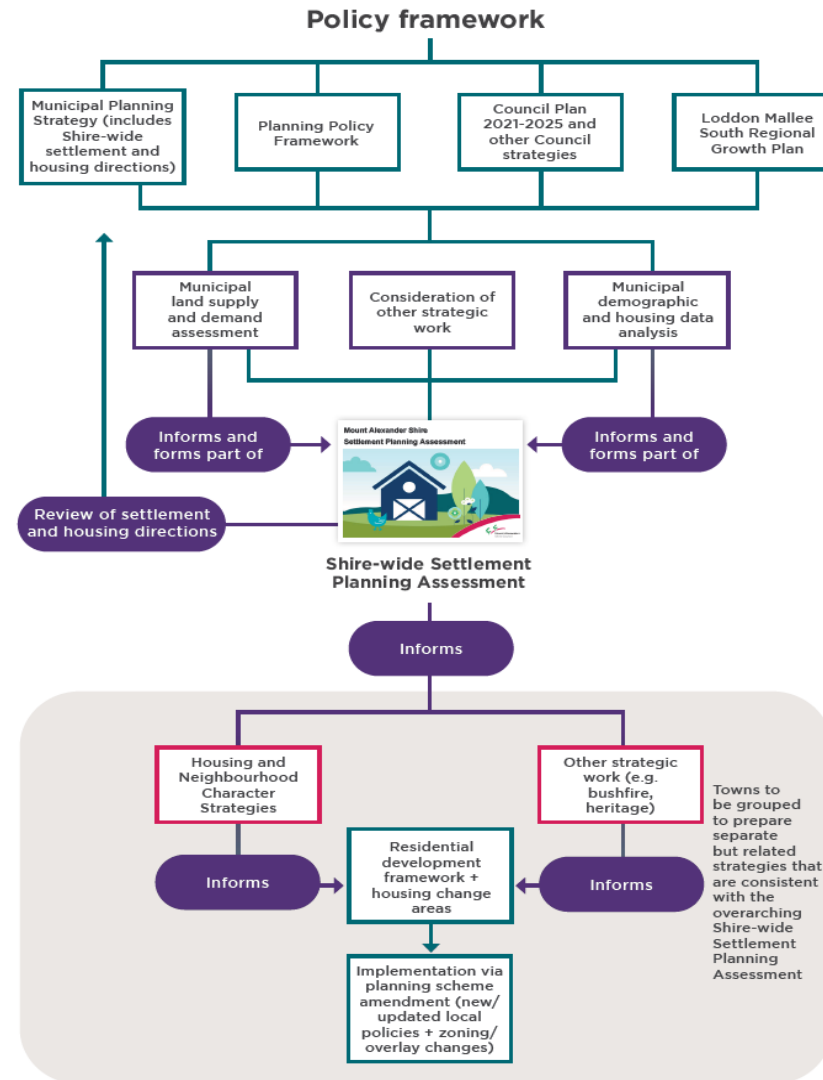 Policy framework
Municipal Planning
Strategy (includes
Shire-wide
settlement and
housing directions)
Planning Policy
Framework
Council Plan
2021-2025 and
other Council
strategies
Loddon Mallee
South Regional
Growth Plan
Municipal
land supply
and demand
assessment
Consideration of
other strategic
work
Municipal
demographic
and housing data
analysis
Informs and
forms part of
Mount Alexander Shire
Settlement Planning Assessment
Informs and
forms part of
Review of settlement
and housing directions
Shire-wide Settlement
Planning Assessment
Informs
Housing and
Neighbourhood
Character
Strategies
Other strategic
work (e.g.
bushfire,
heritage)
Towns to
be grouped
to prepare
separate
but related
strategies that
are consistent
with the
overarching
Shire-wide
Settlement
Planning
Assessment
Informs
Residential
development
framework +
housing change
areas
Informs
Implementation via
planning scheme
amendment (new/
updated local
policies + zoning/
overlay changes)